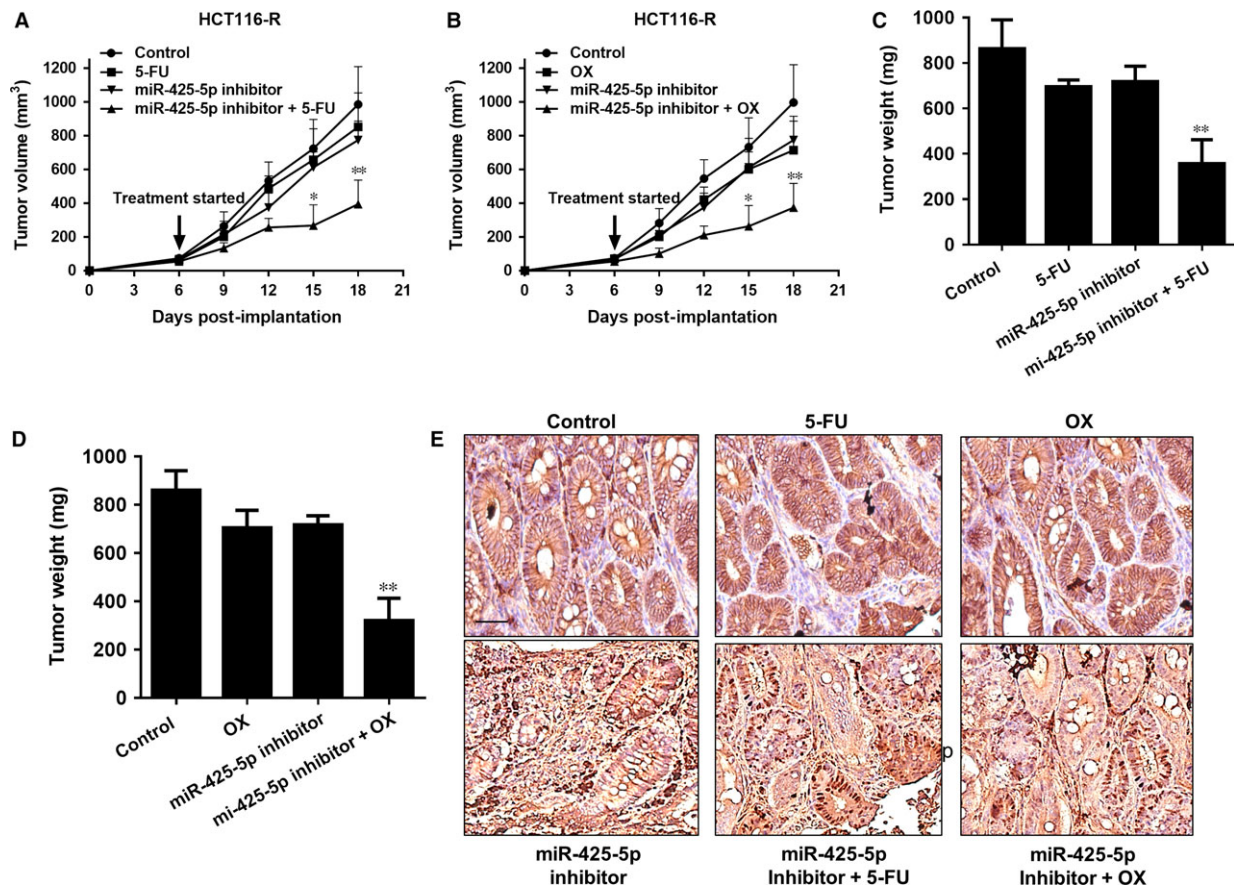 A
HCT116-R
Control
5-FU
miR-425-5p inhibitor
miR-425-5p inhibitor + 5-FU
Tumor volume (mm3)
1200
1000
800
600
400
200
0
Treatment started
*
**
0 3 6 9 12 15 18 21
Days post-implantation
B
HCT116-R
Control
OX
miR-425-5p inhibitor
miR-425-5p inhibitor + OX
Tumor volume (mm3)
1200
1000
800
600
400
200
0
Treatment started
*
**
0 3 6 9 12 15 18 21
Days post-implantation
C
Tumor weight (mg)
1000
800
600
400
200
0
**
Control
5-FU
miR-425-5p inhibitor
mi-425-5p inhibitor + 5-FU
D
Tumor weight (mg)
1000
800
600
400
200
0
**
Control
OX
miR-425-5p inhibitor
mi-425-5p inhibitor + OX
E
Control
5-FU
OX
p
miR-425-5p
inhibitor
miR-425-5p
Inhibitor + 5-FU
miR-425-5p
Inhibitor + OX